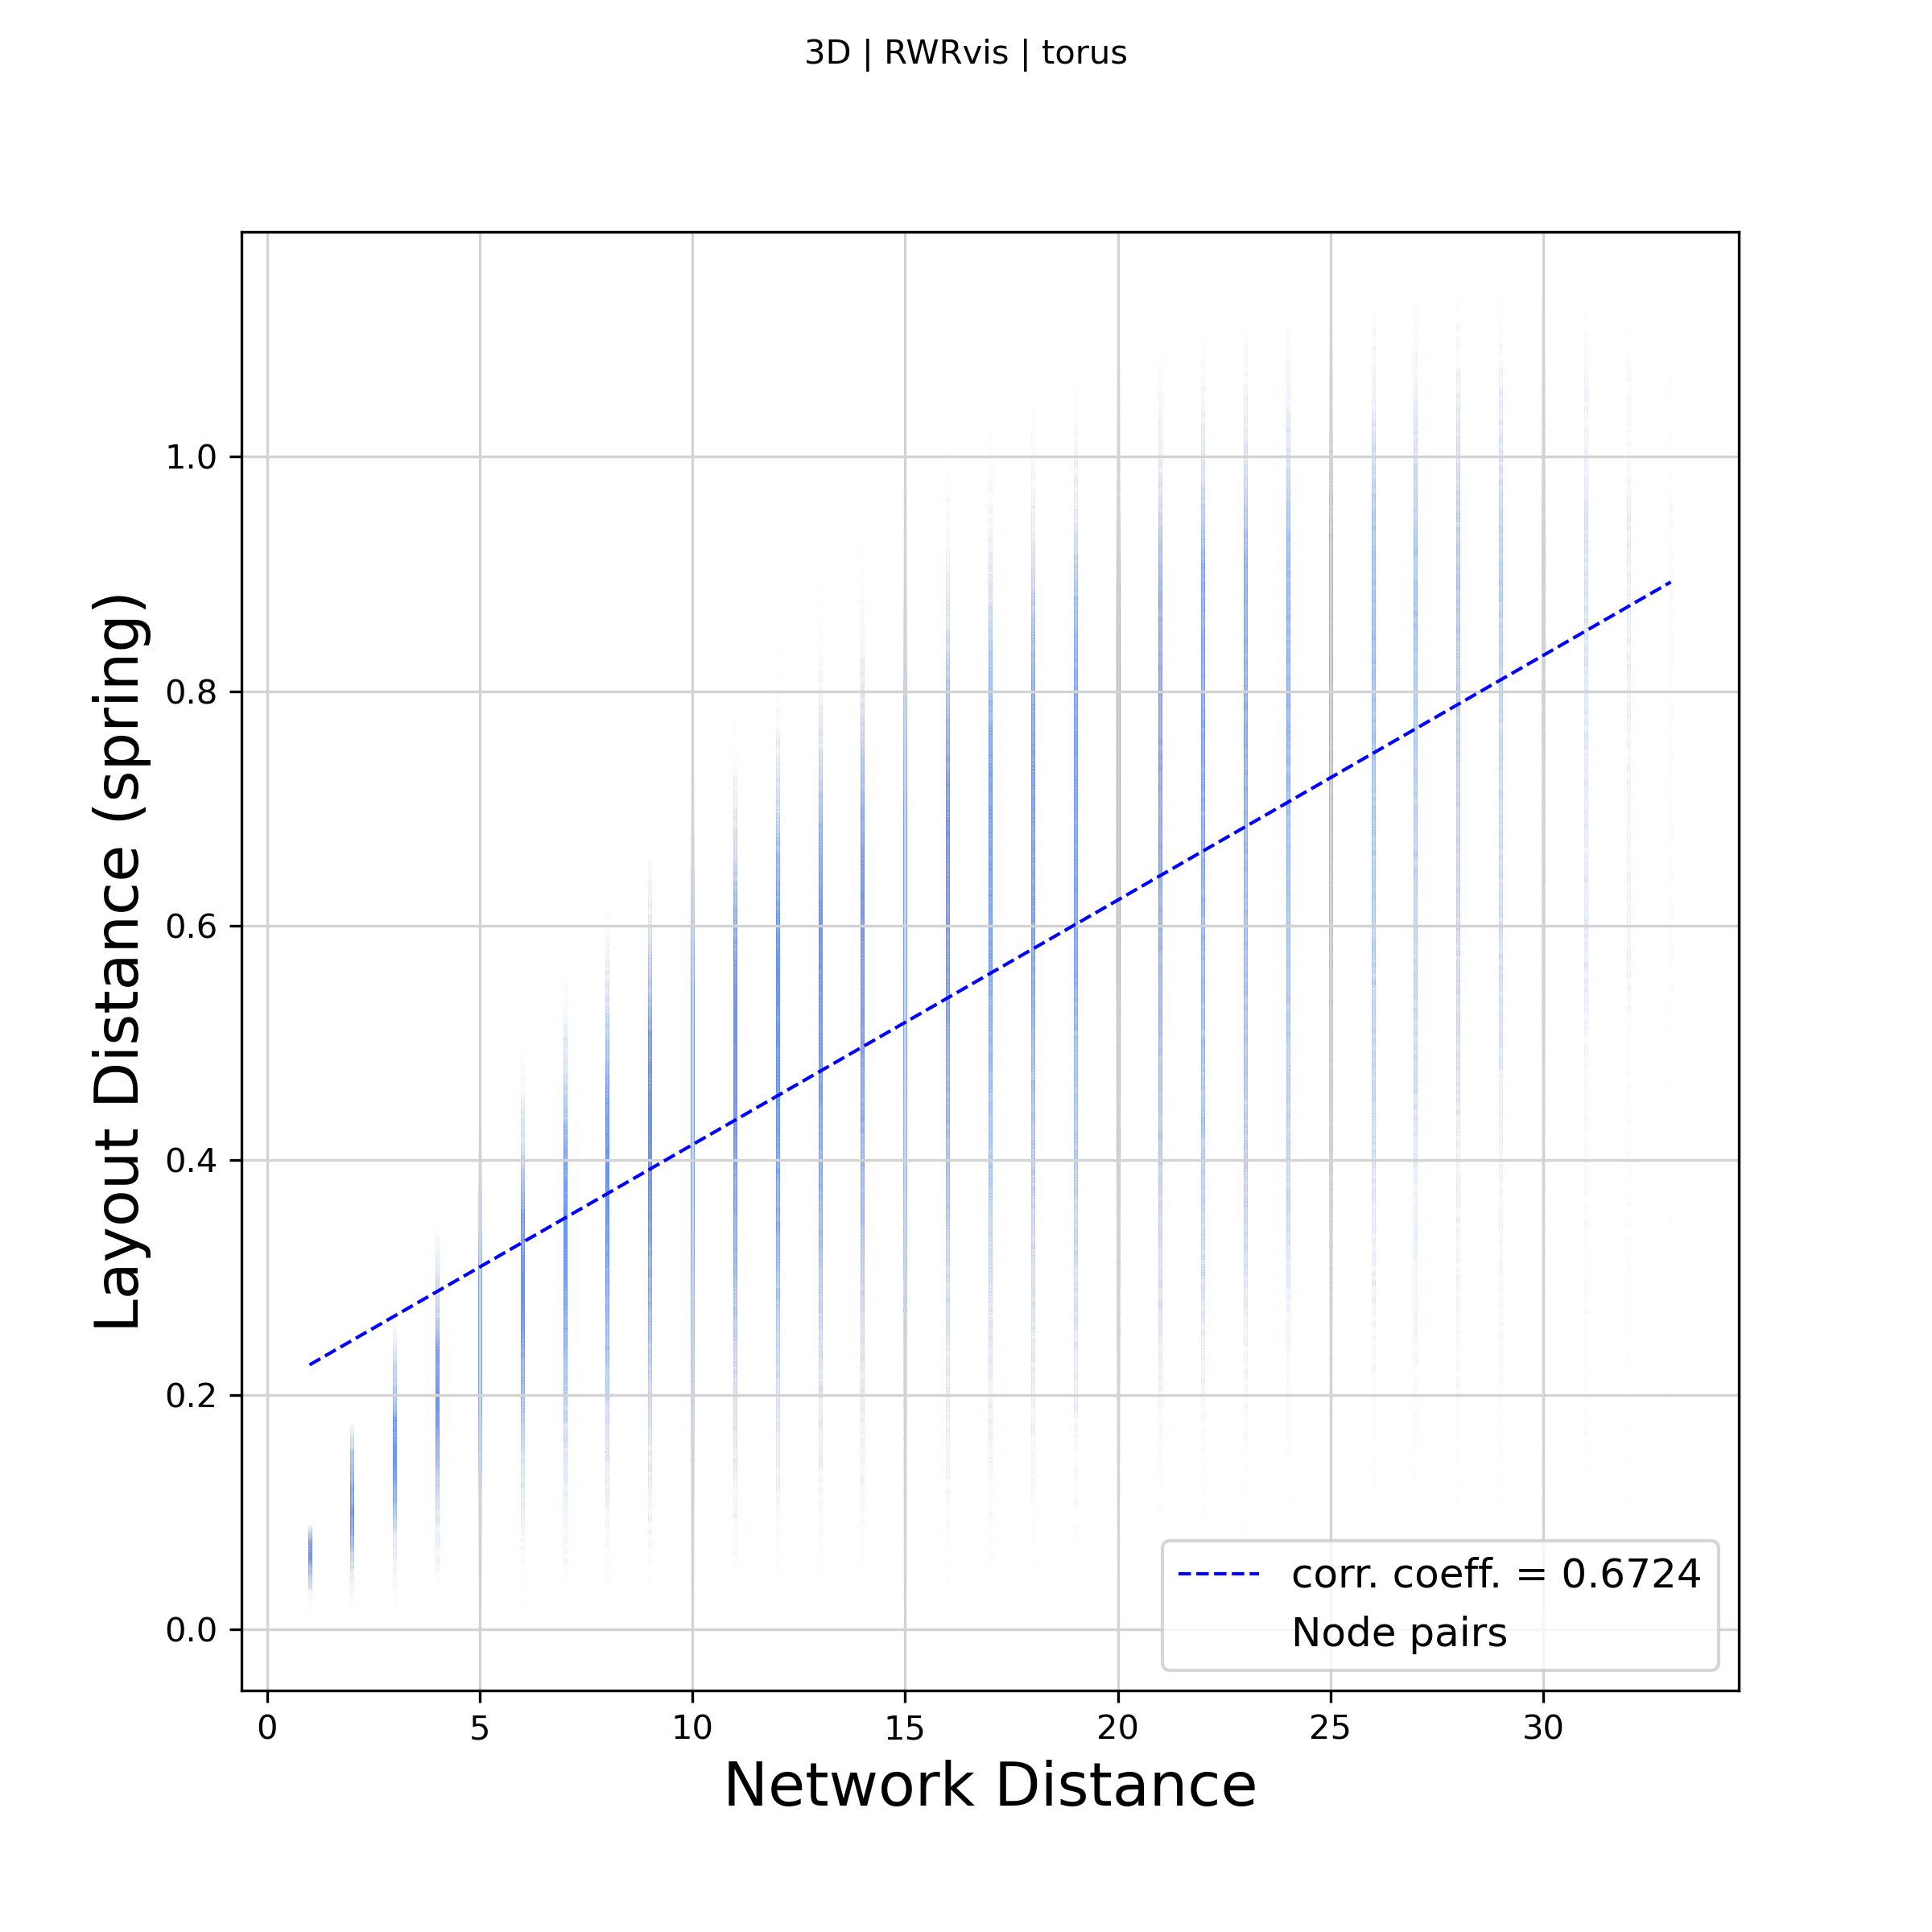 3D | RWRvis | torus
Layout Distance (spring)
1.0
0.8
0.6
0.4
0.2
0.0
corr. coeff. = 0.6724
Node pairs
0 5 10 15 20 25 30
Network Distance